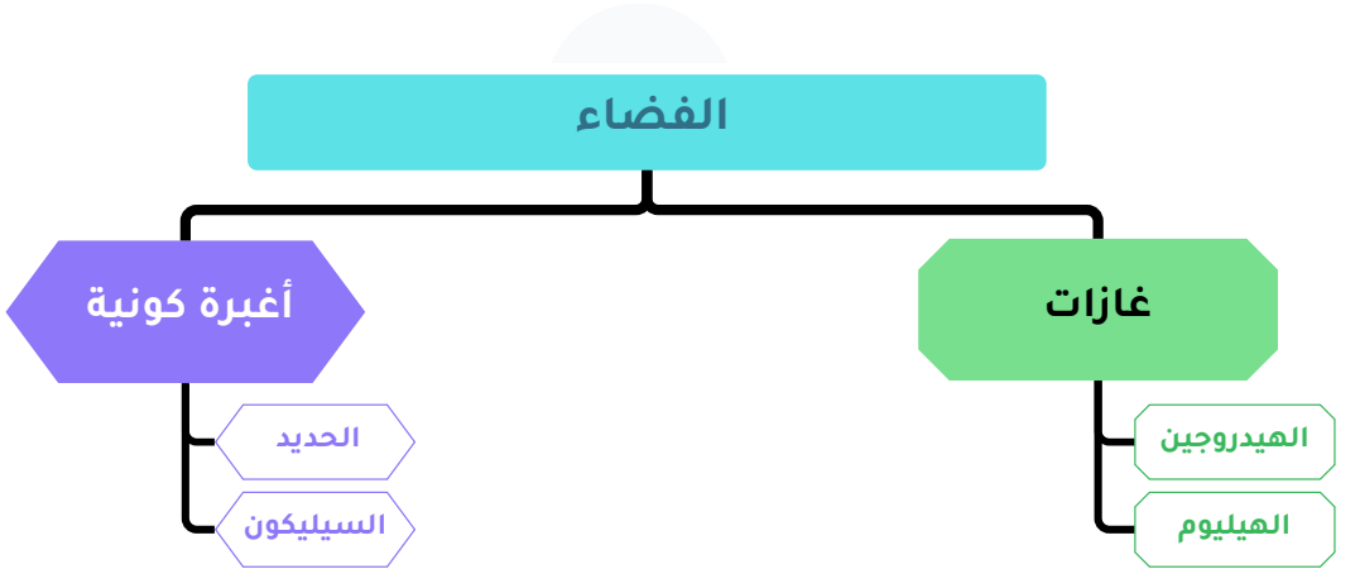 الفضاء
غازات
أغبرة كونية
الهيدروجين
الهيليوم
الحديد
السيليكون